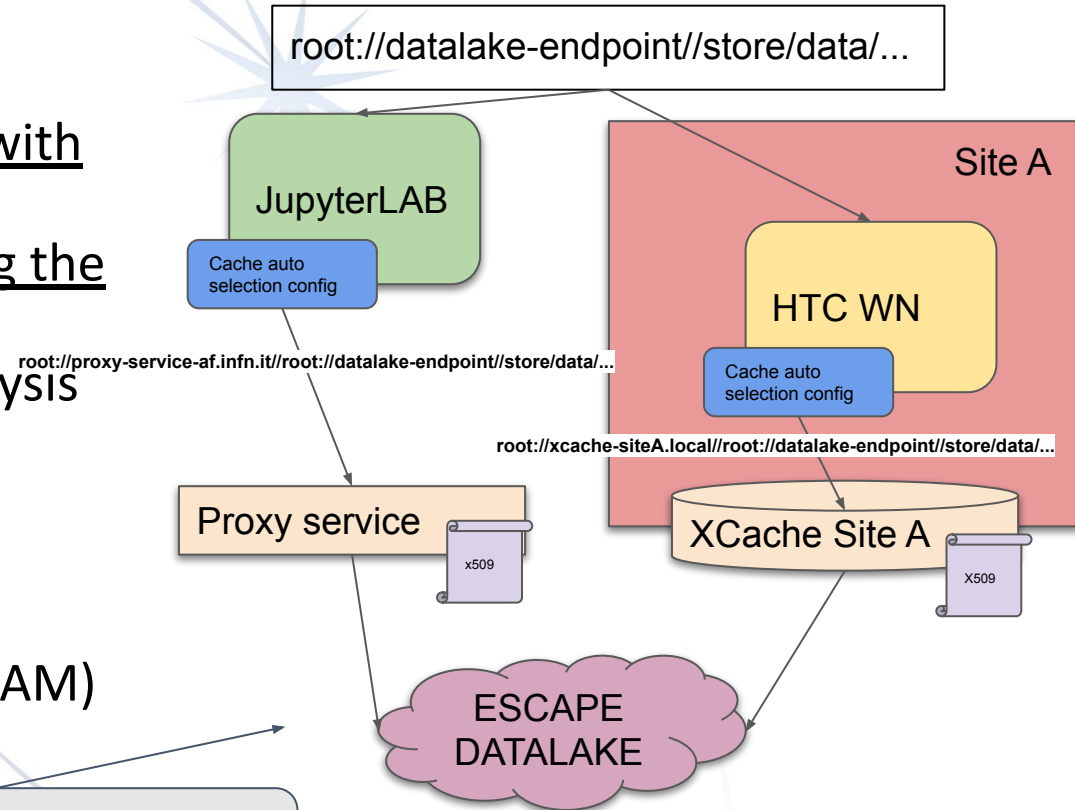 root://datalake-endpoint//store/data/...
with
JupyterLAB
Site A
g the
Cache auto
selection config
HTC WN
root://proxy-service-af.infn.it//root://datalake-endpoint//store/data/...
ysis
Cache auto
selection config
root://xcache-siteA.local//root://datalake-endpoint//store/data/...
Proxy service
x509
XCache Site A
X509
AM)
ESCAPE
DATALAKE